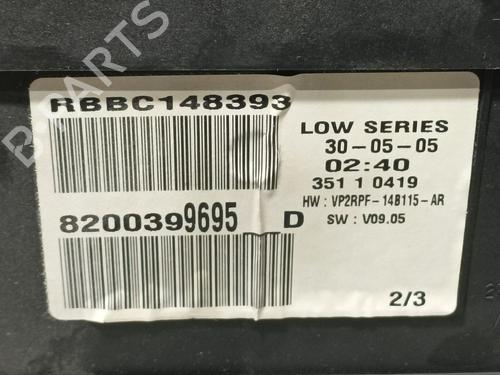 B PARTS
RBBC148393
8200399695__D
LOW SERIES
30-05-05
02:40
351 1 0419
HW : VP2RPF-14B115-AR
SW : V09.05
2/3